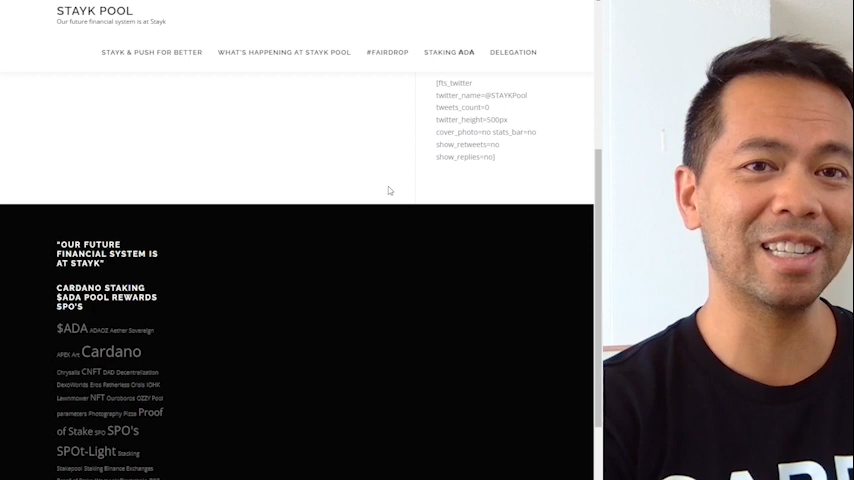 STAYK POOL
Our future financial system is at Stayk
STAYK & PUSH FOR BETTER WHAT'S HAPPENING AT STAYK POOL #FAIRDROP STAKING ADA DELEGATION
[fts_twitter
twitter_name=@STAYKPool
tweets_count=0
twitter_height=500px
cover_photo=no stats_bar=no
show_retweets=no
show_replies=no]
"OUR FUTURE
FINANCIAL SYSTEM IS
AT STAYK"
CARDANO STAKING
$ADA POOL REWARDS
SPO'S
$ADA ADAOZ Aether Sovereign
APEX Art Cardano
Chrysalis CNFT DAD Decentralization
DexoWorlds Eros Fatherless Crisis IOHK
Lawnmower NFT Ouroboros OZZY Pool
parameters Photography Pizza Proof
of Stake SPO SPO's
SPOt-Light Stacking
Stakepool Staking Binance Exchanges